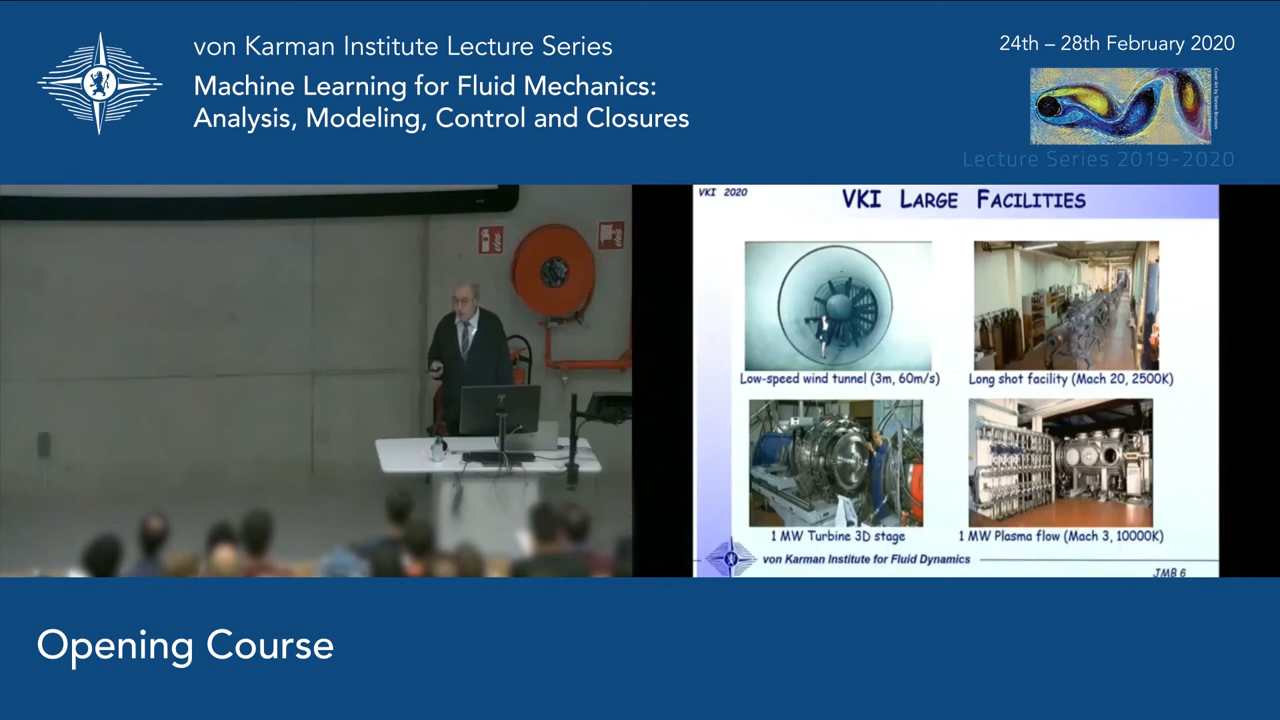 von Karman Institute Lecture Series
Machine Learning for Fluid Mechanics:
Analysis, Modeling, Control and Closures
24th – 28th February 2020
Lecture Series 2019-2020
VKI 2020
VKI LARGE FACILITIES
Low-speed wind tunnel (3m, 60m/s)
Long shot facility (Mach 20, 2500K)
1 MW Turbine 3D stage
1 MW Plasma flow (Mach 3, 10000K)
von Karman Institute for Fluid Dynamics
JMB 6
Opening Course